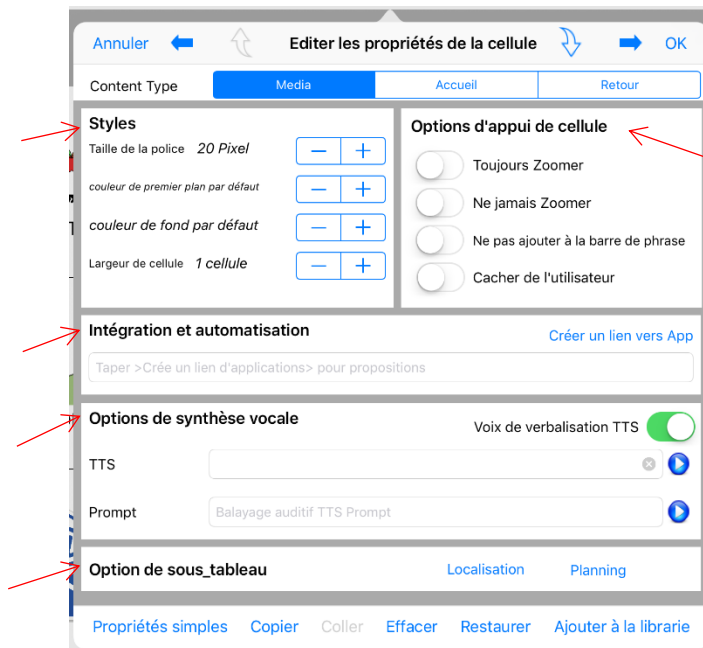 Annuler Editer les propriétés de la cellule OK
Content Type Media Accueil Retour
Styles
Taille de la police 20 Pixel
couleur de premier plan par défaut
couleur de fond par défaut
Largeur de cellule 1 cellule
Options d'appui de cellule
Toujours Zoomer
Ne jamais Zoomer
Ne pas ajouter à la barre de phrase
Cacher de l'utilisateur
Intégration et automatisation Créer un lien vers App
Taper >Crée un lien d'applications> pour propositions
Options de synthèse vocale Voix de verbalisation TTS
TTS
Prompt Balayage auditif TTS Prompt
Option de sous_tableau Localisation Planning
Propriétés simples Copier Coller Effacer Restaurer Ajouter à la librarie